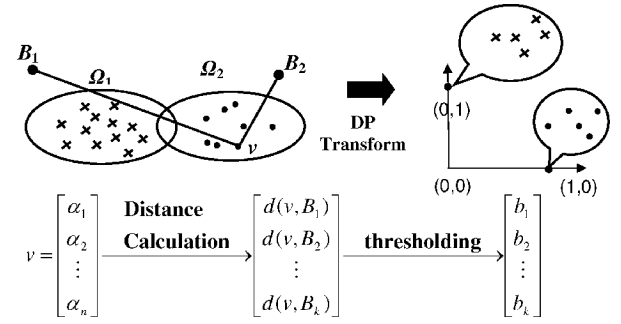 B₁
Ω₁
Ω₂
B₂
v
DP
Transform
(0,1)
(0,0)
(1,0)
v = [α₁ α₂ ⋮ αₙ]
Distance
Calculation
[d(v, B₁) d(v, B₂) ⋮ d(v, Bₖ)]
thresholding
[b₁ b₂ ⋮ bₖ]